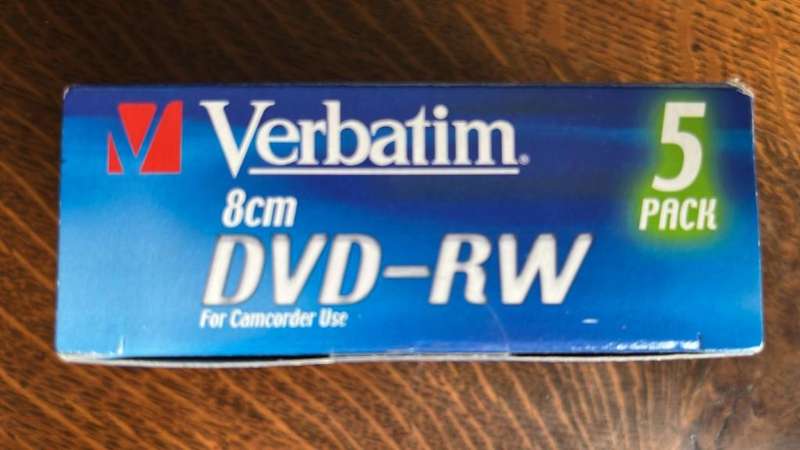 Verbatim.
8cm
DVD-RW
For Camcorder Use
5
PACK